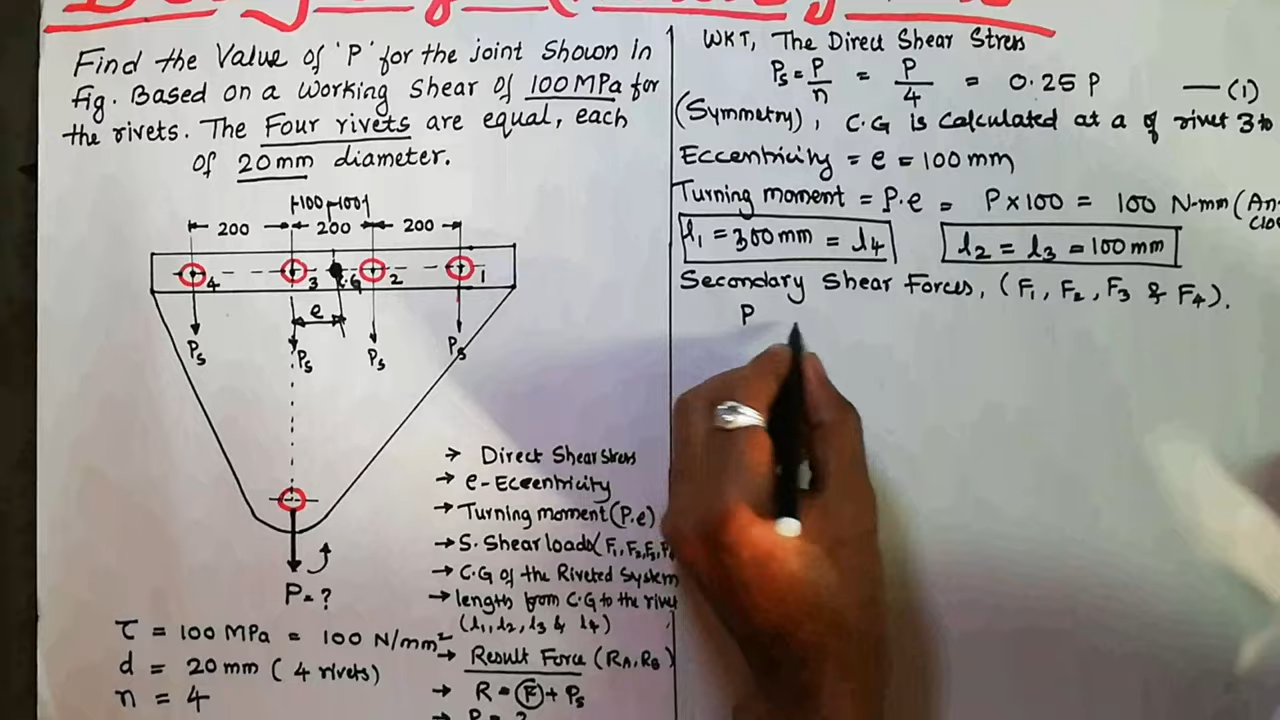 Find the Value of 'P' for the joint Shown in
fig. Based on a working Shear of 100 MPa for
the rivets. The Four rivets are equal, each
of 20mm diameter.
100 100
200 200 200
4 3 C.G 2 1
e
Ps Ps Ps Ps
P = ?
τ = 100 MPa = 100 N/mm²
d = 20 mm ( 4 rivets)
n = 4
→ Direct Shear Stress
→ e - Eccentricity
→ Turning moment (P.e)
→ S. Shear loads (F1, F2, F3, F4
→ C.G of the Riveted System
→ length from C.G to the rivet
(l1, l2, l3 & l4)
→ Result Force (RA, RB)
→ R = F + Ps
→ P = ?
WKT, The Direct Shear Stress
Ps = P/n = P/4 = 0.25 P — (1)
(Symmetry), C.G is calculated at a of rivet 3 to
Eccentricity = e = 100 mm
Turning moment = P.e = P x 100 = 100 N-mm (An
Cloc
l1 = 300 mm = l4 l2 = l3 = 100 mm
Secondary Shear Forces, (F1, F2, F3 & F4).
P